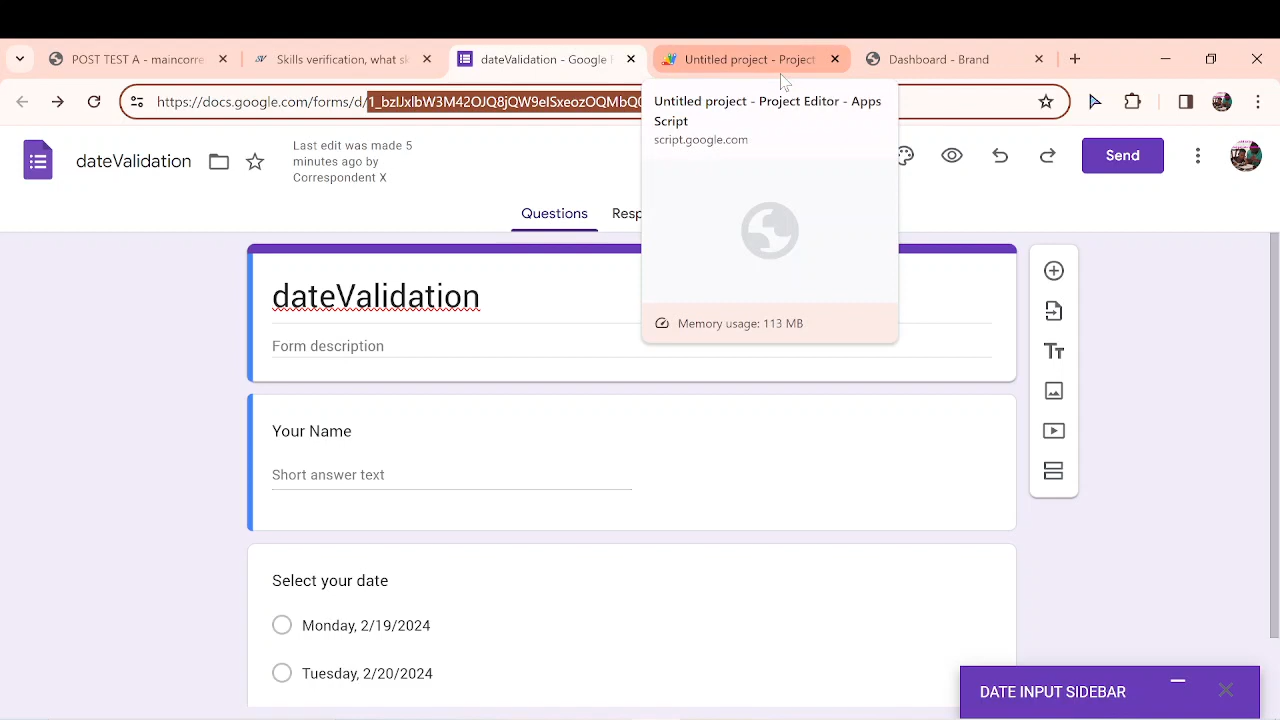 POST TEST A - maincoffre
Skills verification, what sk
dateValidation - Google F
Untitled project - Project
Dashboard - Brand
https://docs.google.com/forms/d/
Untitled project - Project Editor - Apps
Script
script.google.com
Memory usage: 113 MB
dateValidation
Last edit was made 5
minutes ago by
Correspondent X
Send
Questions
Resp
dateValidation
Form description
Your Name
Short answer text
Select your date
Monday, 2/19/2024
Tuesday, 2/20/2024
DATE INPUT SIDEBAR